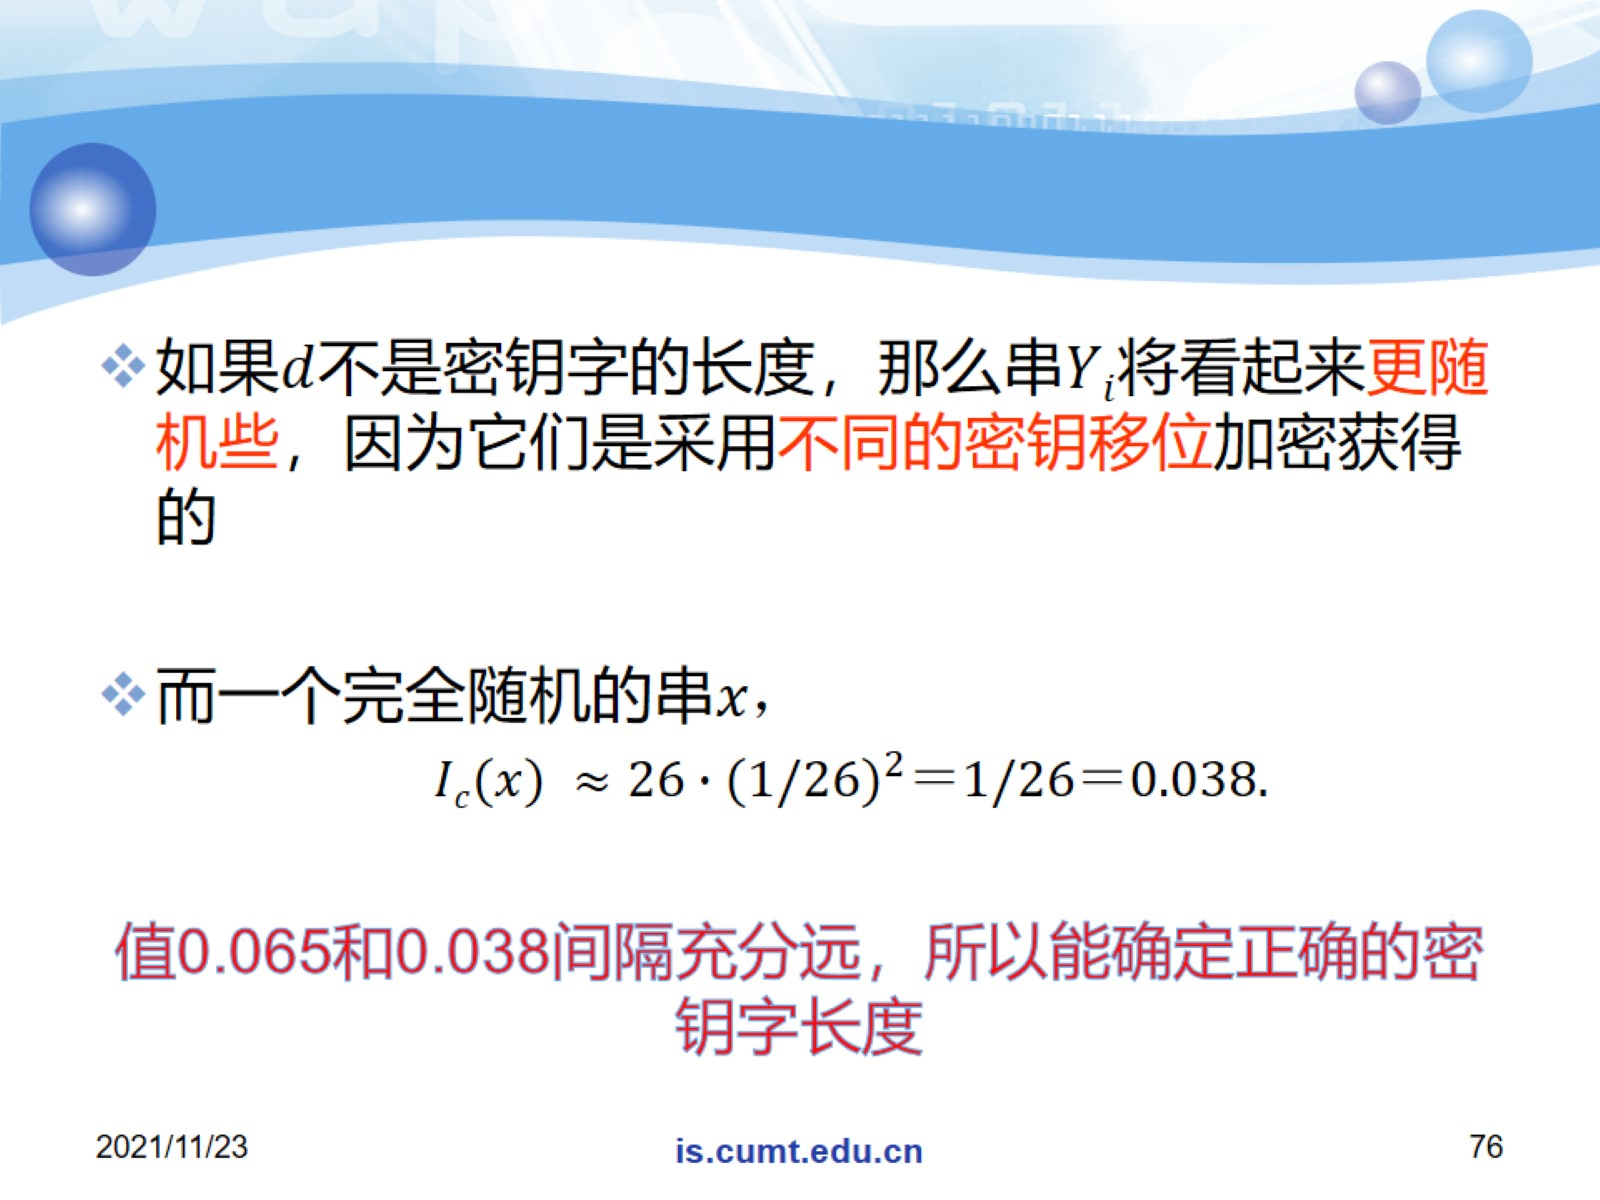 如果d不是密钥字的长度，那么串Yᵢ将看起来更随
机些，因为它们是采用不同的密钥移位加密获得
的
而一个完全随机的串x，
I_c(x) ≈ 26·(1/26)²＝1/26＝0.038.
值0.065和0.038间隔充分远，所以能确定正确的密
钥字长度
2021/11/23
is.cumt.edu.cn
76